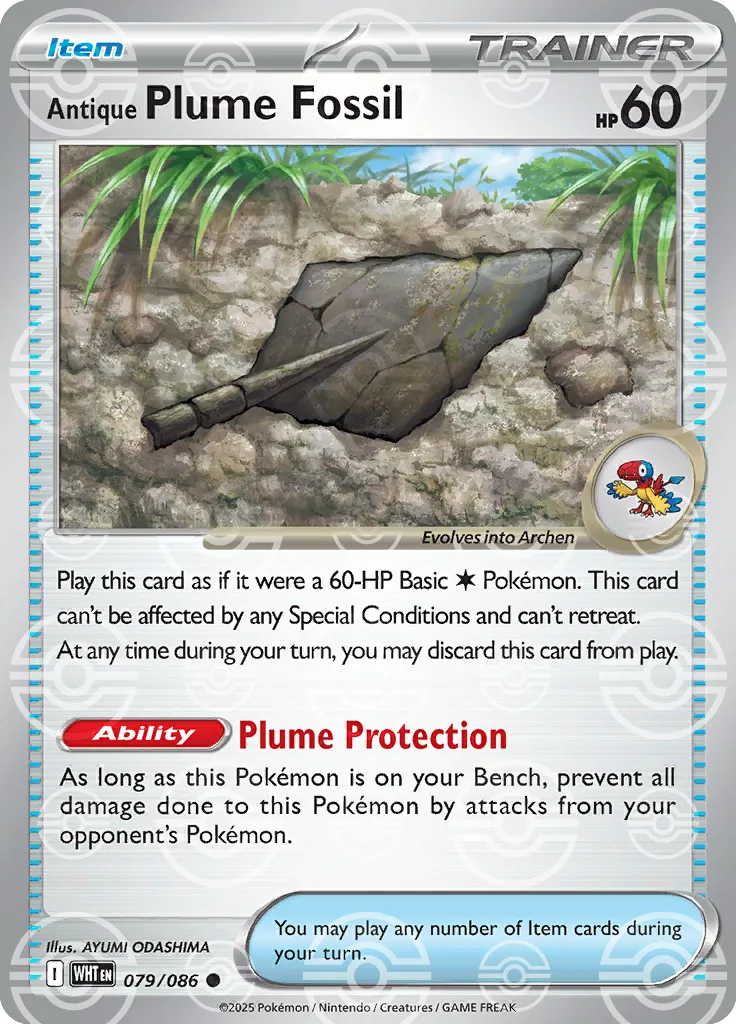 Item
TRAINER
Antique Plume Fossil
HP 60
Evolves into Archen
Play this card as if it were a 60-HP Basic Pokémon. This card
can't be affected by any Special Conditions and can't retreat.
At any time during your turn, you may discard this card from play.
Ability Plume Protection
As long as this Pokémon is on your Bench, prevent all
damage done to this Pokémon by attacks from your
opponent's Pokémon.
You may play any number of Item cards during
your turn.
Illus. AYUMI ODASHIMA
I WHT EN 079/086
©2025 Pokémon / Nintendo / Creatures / GAME FREAK